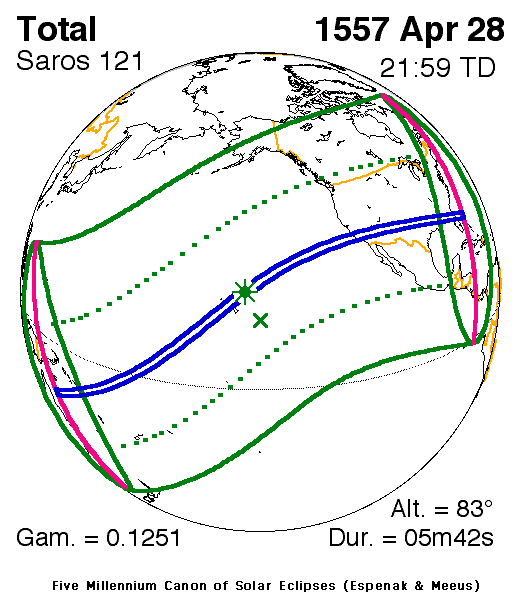 Total 1557 Apr 28
Saros 121 21:59 TD
Alt. = 83°
Gam. = 0.1251 Dur. = 05m42s
Five Millennium Canon of Solar Eclipses (Espenak & Meeus)